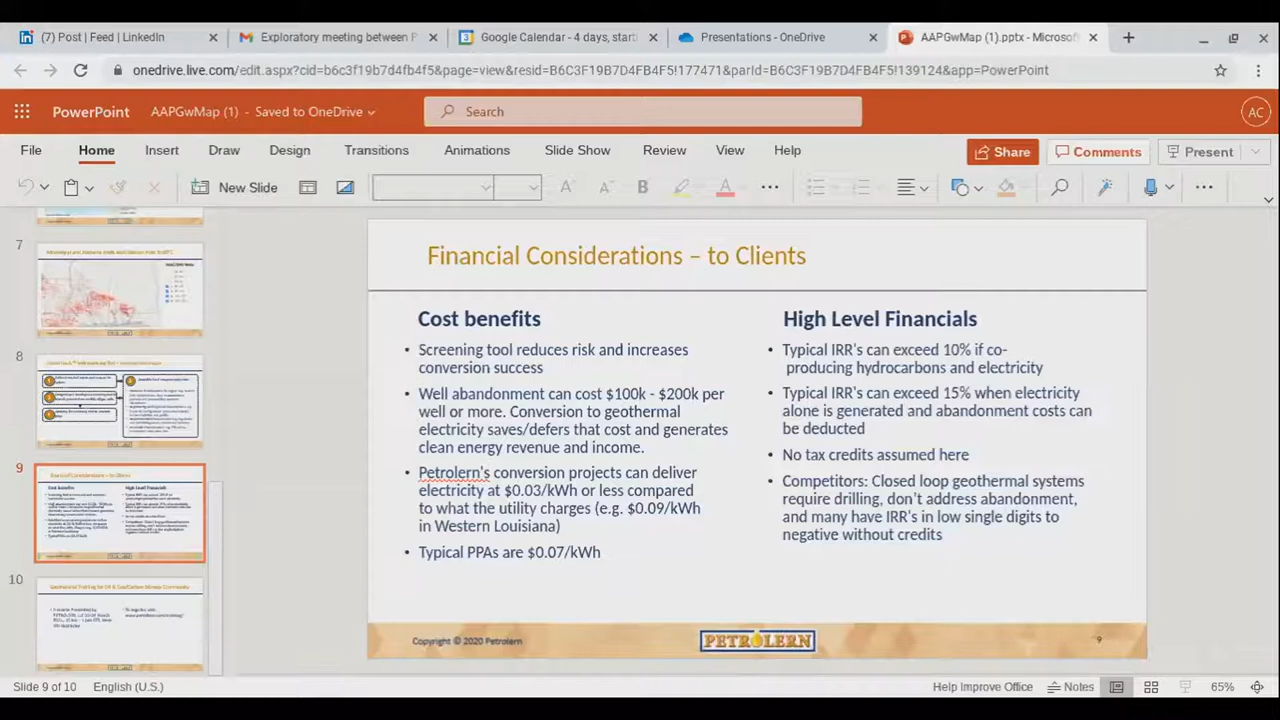 (7) Post | Feed | LinkedIn
Exploratory meeting between P
Google Calendar - 4 days, start
Presentations - OneDrive
AAPGwMap (1).pptx - Microsoft
onedrive.live.com/edit.aspx?cid=b6c3f19b7d4fb4f5&page=view&resid=B6C3F19B7D4FB4F5!177471&parId=B6C3F19B7D4FB4F5!139124&app=PowerPoint
PowerPoint AAPGwMap (1) - Saved to OneDrive
Search
AC
File Home Insert Draw Design Transitions Animations Slide Show Review View Help
Share Comments Present
New Slide
7
8
9
10
Financial Considerations – to Clients
Cost benefits
• Screening tool reduces risk and increases
conversion success
• Well abandonment can cost $100k - $200k per
well or more. Conversion to geothermal
electricity saves/defers that cost and generates
clean energy revenue and income.
• Petrolern's conversion projects can deliver
electricity at $0.03/kWh or less compared
to what the utility charges (e.g. $0.09/kWh
in Western Louisiana)
• Typical PPAs are $0.07/kWh
High Level Financials
• Typical IRR's can exceed 10% if co-
producing hydrocarbons and electricity
• Typical IRR's can exceed 15% when electricity
alone is generated and abandonment costs can
be deducted
• No tax credits assumed here
• Competitors: Closed loop geothermal systems
require drilling, don't address abandonment,
and many have IRR's in low single digits to
negative without credits
Copyright © 2020 Petrolern
PETROLERN
9
Slide 9 of 10 English (U.S.)
Help Improve Office Notes 65%